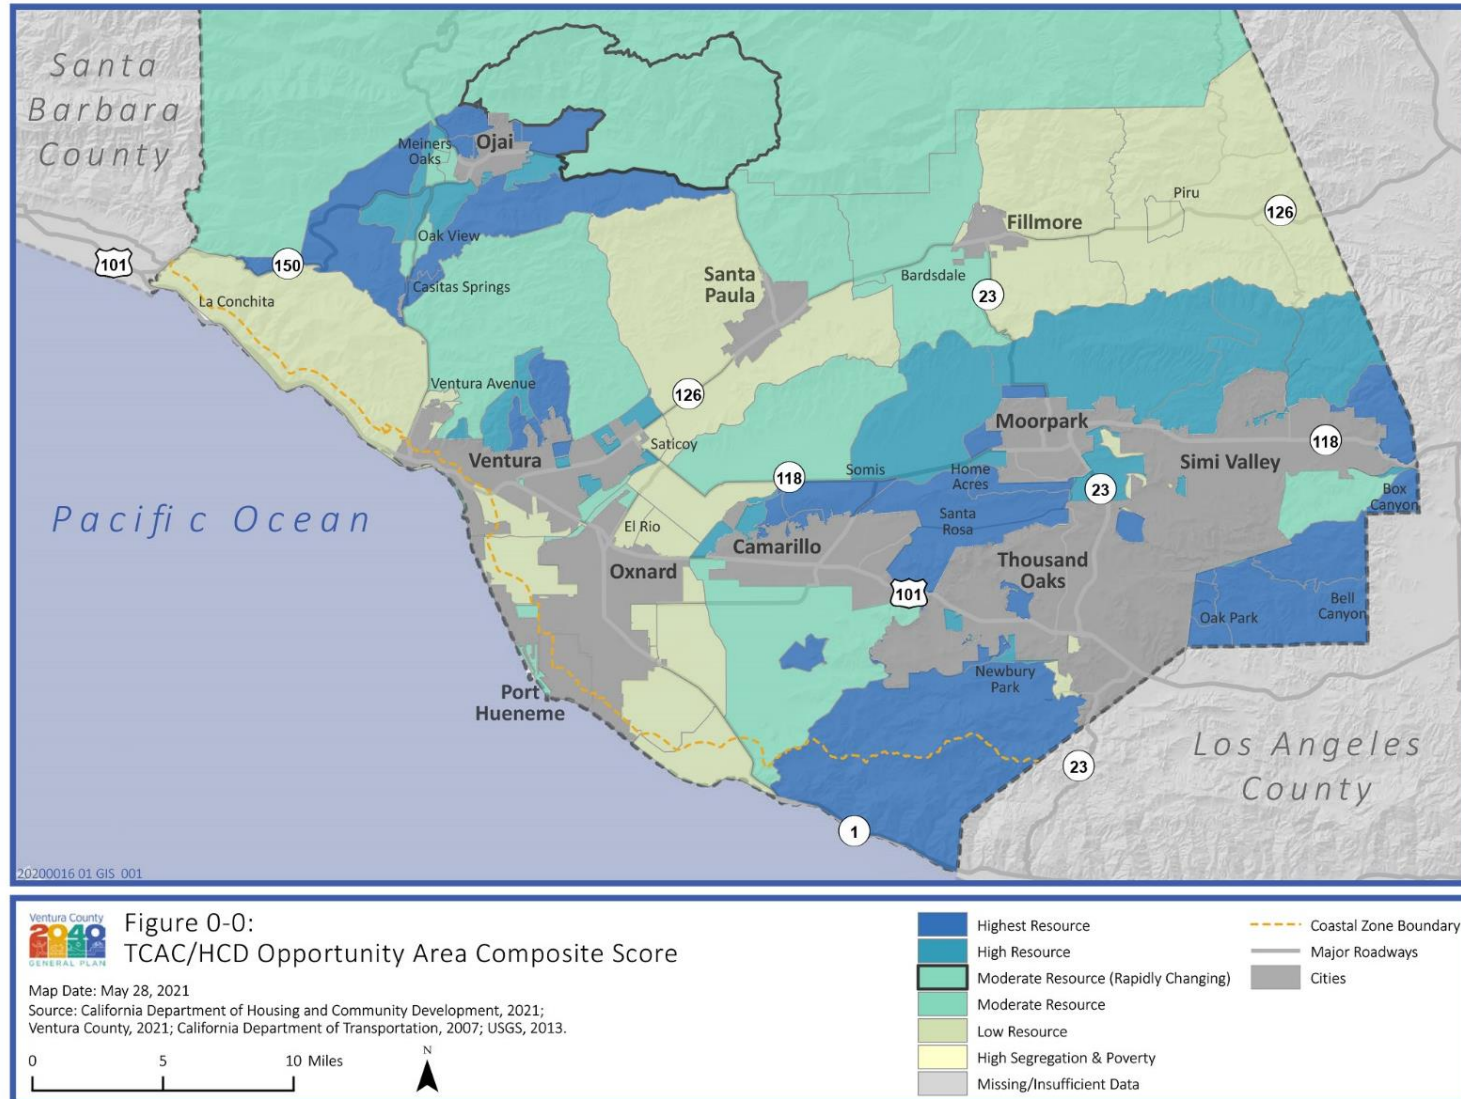 Santa
Barbara
County
Ojai
Meiners
Oaks
Oak View
Casitas Springs
101
150
La Conchita
Santa
Paula
Fillmore
Bardsdale
Piru
126
23
Ventura Avenue
126
Ventura
Saticoy
118
Somis
Moorpark
Home
Acres
Simi Valley
118
23
Box
Canyon
Pacific Ocean
El Rio
Santa
Rosa
Camarillo
Oxnard
Thousand
Oaks
101
Oak Park
Bell
Canyon
Newbury
Park
Port
Hueneme
Los Angeles
County
23
1
20200016 01 GIS 001
Ventura County
2040
GENERAL PLAN
Figure 0-0:
TCAC/HCD Opportunity Area Composite Score
Map Date: May 28, 2021
Source: California Department of Housing and Community Development, 2021;
Ventura County, 2021; California Department of Transportation, 2007; USGS, 2013.
0 5 10 Miles
N
Highest Resource
High Resource
Moderate Resource (Rapidly Changing)
Moderate Resource
Low Resource
High Segregation & Poverty
Missing/Insufficient Data
Coastal Zone Boundary
Major Roadways
Cities